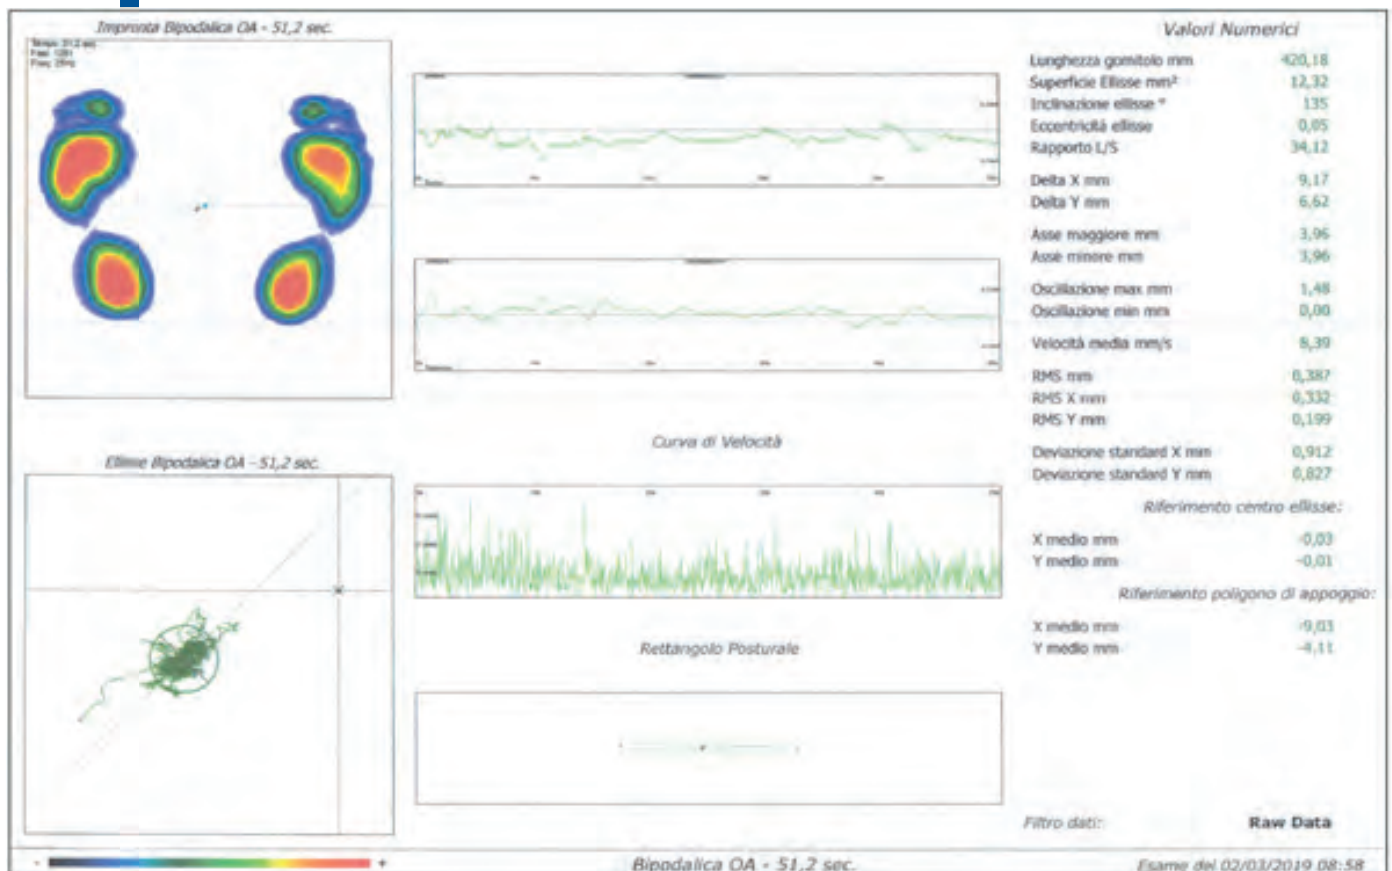 Impronta Bipodalica OA - 51,2 sec.
Valori Numerici
Lunghezza gomitolo mm 420,18
Superficie Ellisse mm² 12,32
Inclinazione ellisse ° 135
Eccentricità ellisse 0,05
Rapporto L/S 34,12
Delta X mm 9,17
Delta Y mm 6,62
Asse maggiore mm 3,96
Asse minore mm 3,96
Oscillazione max mm 1,48
Oscillazione min mm 0,00
Velocità media mm/s 8,39
RMS mm 0,387
RMS X mm 0,332
RMS Y mm 0,199
Curva di Velocità
Deviazione standard X mm 0,912
Deviazione standard Y mm 0,827
Ellisse Bipodalica OA - 51,2 sec.
Riferimento centro ellisse:
X medio mm -0,03
Y medio mm -0,01
Riferimento poligono di appoggio:
X medio mm -9,03
Y medio mm -4,11
Rettangolo Posturale
Filtro dati: Raw Data
- +
Bipodalica OA - 51,2 sec.
Esame del 02/03/2019 08:58